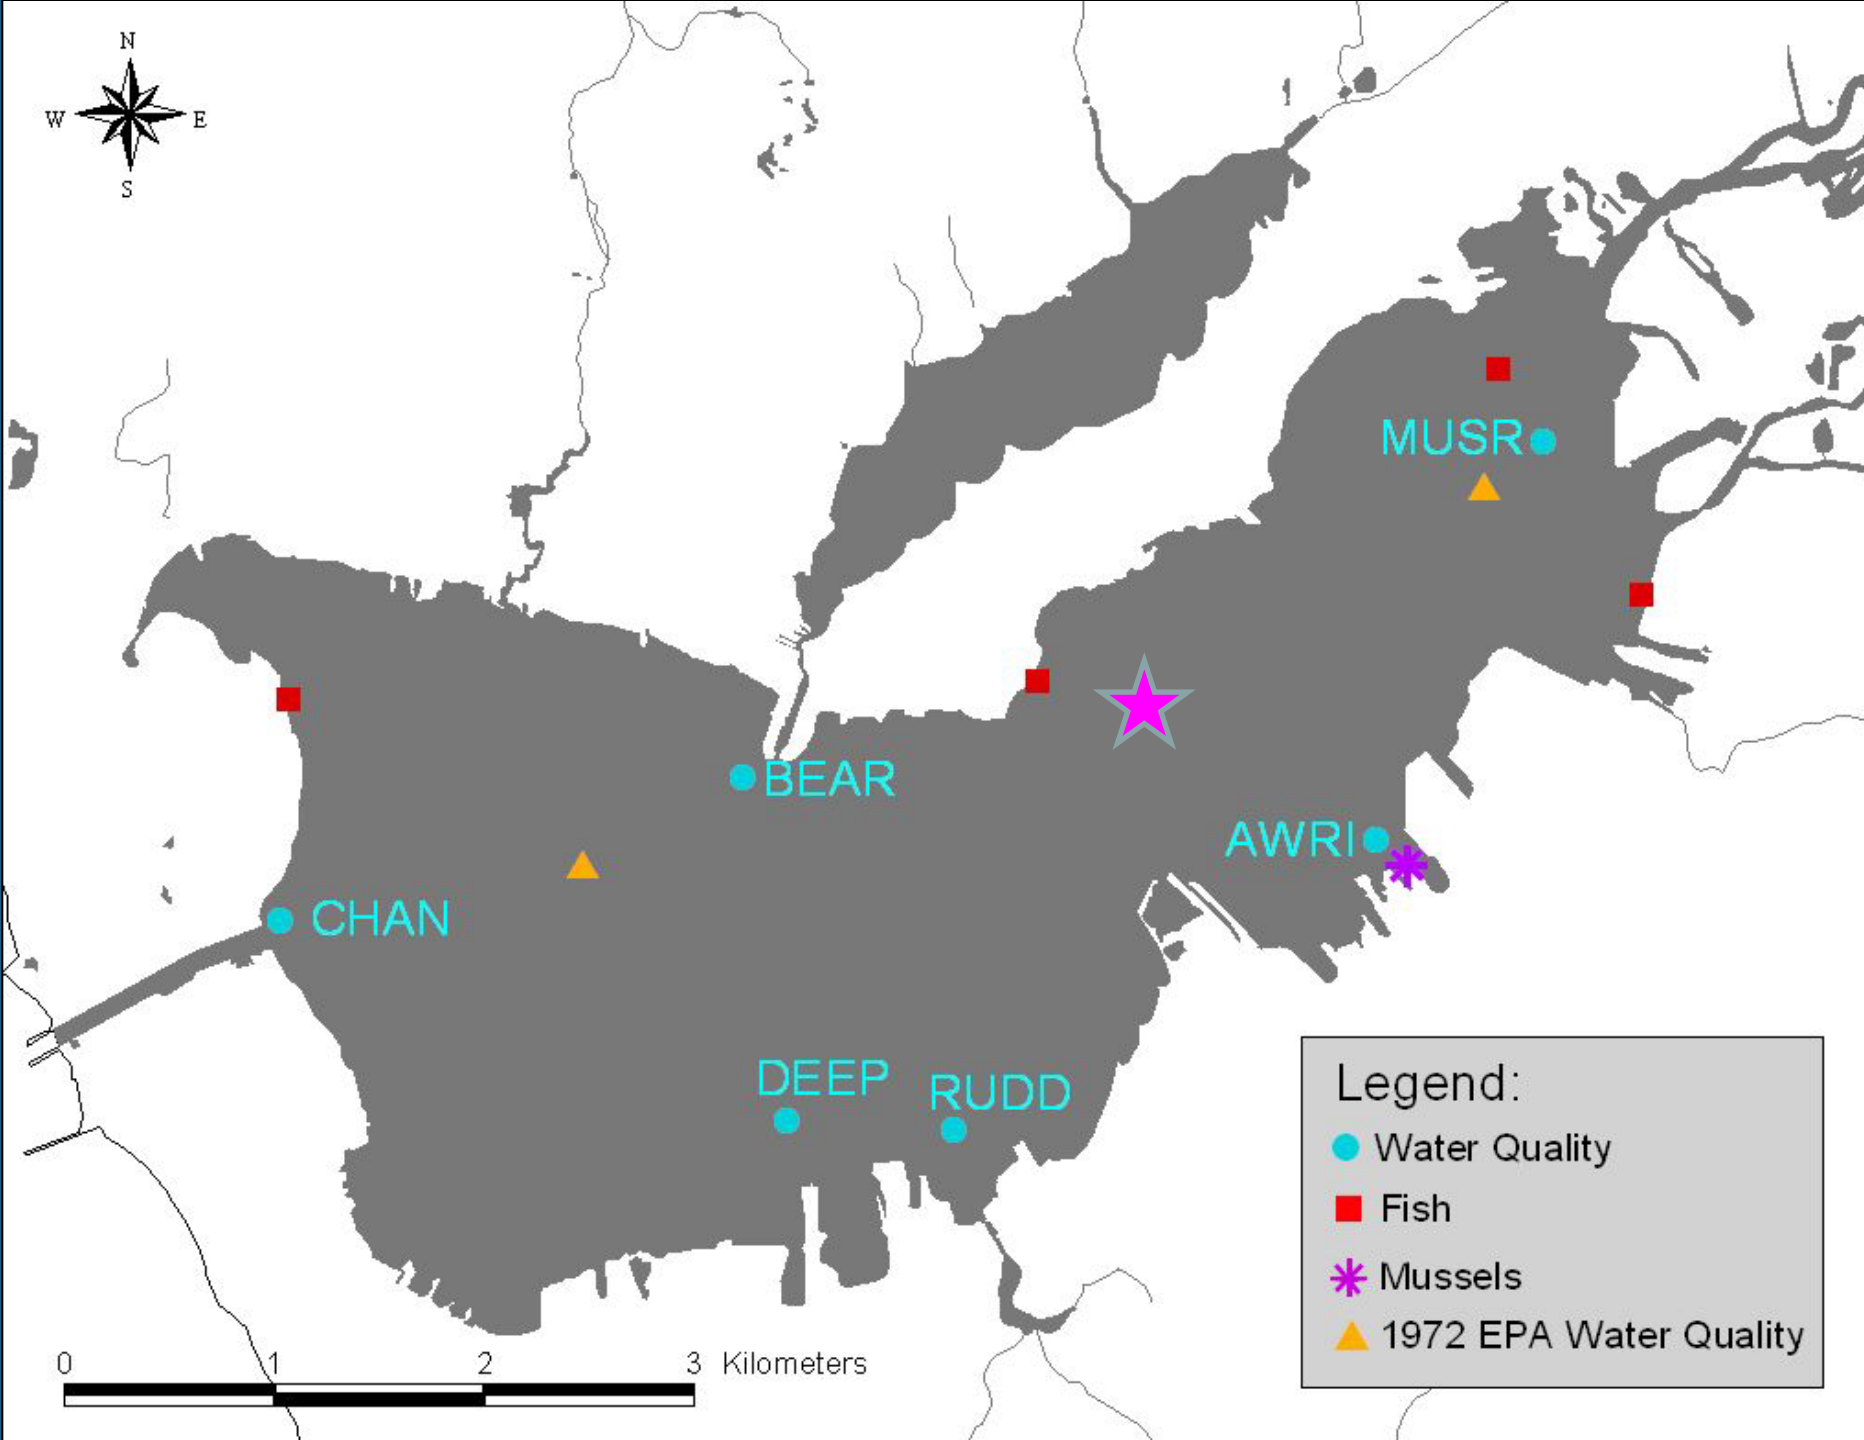 N
W E
S
MUSR
BEAR
AWRI
CHAN
DEEP
RUDD
Legend:
Water Quality
Fish
Mussels
1972 EPA Water Quality
0 1 2 3 Kilometers